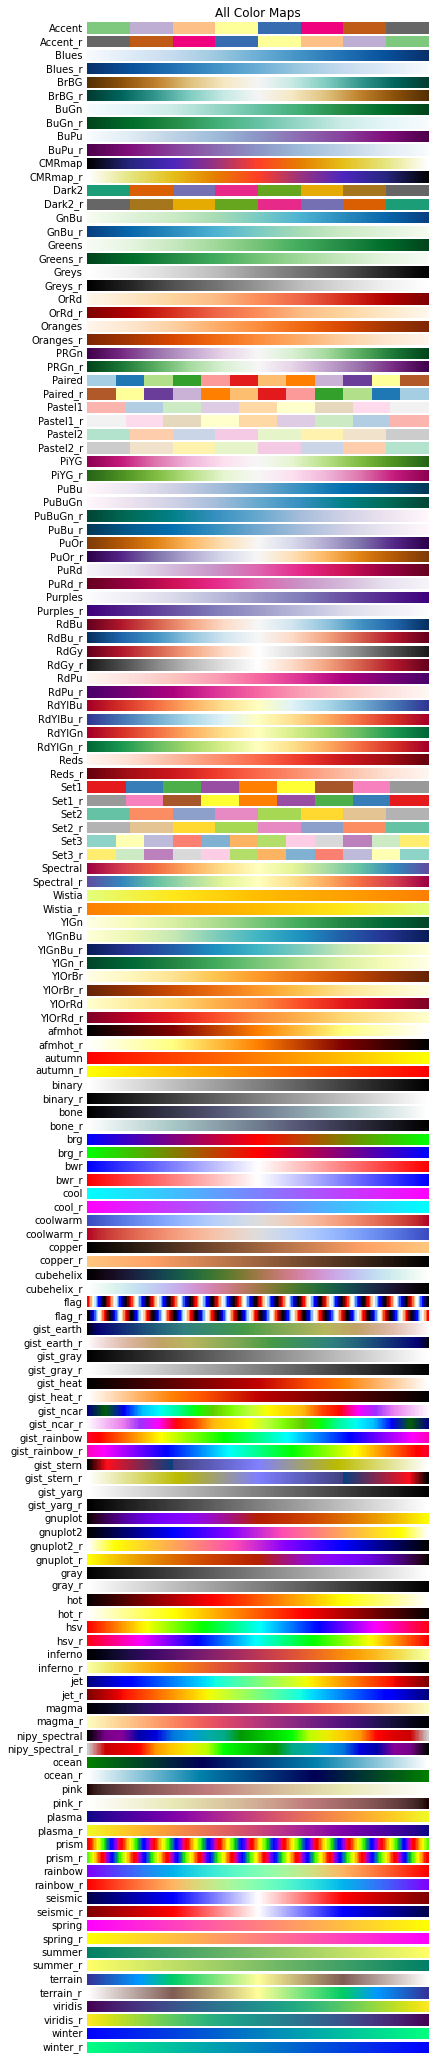 All Color Maps
Accent
Accent_r
Blues
Blues_r
BrBG
BrBG_r
BuGn
BuGn_r
BuPu
BuPu_r
CMRmap
CMRmap_r
Dark2
Dark2_r
GnBu
GnBu_r
Greens
Greens_r
Greys
Greys_r
OrRd
OrRd_r
Oranges
Oranges_r
PRGn
PRGn_r
Paired
Paired_r
Pastel1
Pastel1_r
Pastel2
Pastel2_r
PiYG
PiYG_r
PuBu
PuBuGn
PuBuGn_r
PuBu_r
PuOr
PuOr_r
PuRd
PuRd_r
Purples
Purples_r
RdBu
RdBu_r
RdGy
RdGy_r
RdPu
RdPu_r
RdYlBu
RdYlBu_r
RdYlGn
RdYlGn_r
Reds
Reds_r
Set1
Set1_r
Set2
Set2_r
Set3
Set3_r
Spectral
Spectral_r
Wistia
Wistia_r
YlGn
YlGnBu
YlGnBu_r
YlGn_r
YlOrBr
YlOrBr_r
YlOrRd
YlOrRd_r
afmhot
afmhot_r
autumn
autumn_r
binary
binary_r
bone
bone_r
brg
brg_r
bwr
bwr_r
cool
cool_r
coolwarm
coolwarm_r
copper
copper_r
cubehelix
cubehelix_r
flag
flag_r
gist_earth
gist_earth_r
gist_gray
gist_gray_r
gist_heat
gist_heat_r
gist_ncar
gist_ncar_r
gist_rainbow
gist_rainbow_r
gist_stern
gist_stern_r
gist_yarg
gist_yarg_r
gnuplot
gnuplot2
gnuplot2_r
gnuplot_r
gray
gray_r
hot
hot_r
hsv
hsv_r
inferno
inferno_r
jet
jet_r
magma
magma_r
nipy_spectral
nipy_spectral_r
ocean
ocean_r
pink
pink_r
plasma
plasma_r
prism
prism_r
rainbow
rainbow_r
seismic
seismic_r
spring
spring_r
summer
summer_r
terrain
terrain_r
viridis
viridis_r
winter
winter_r